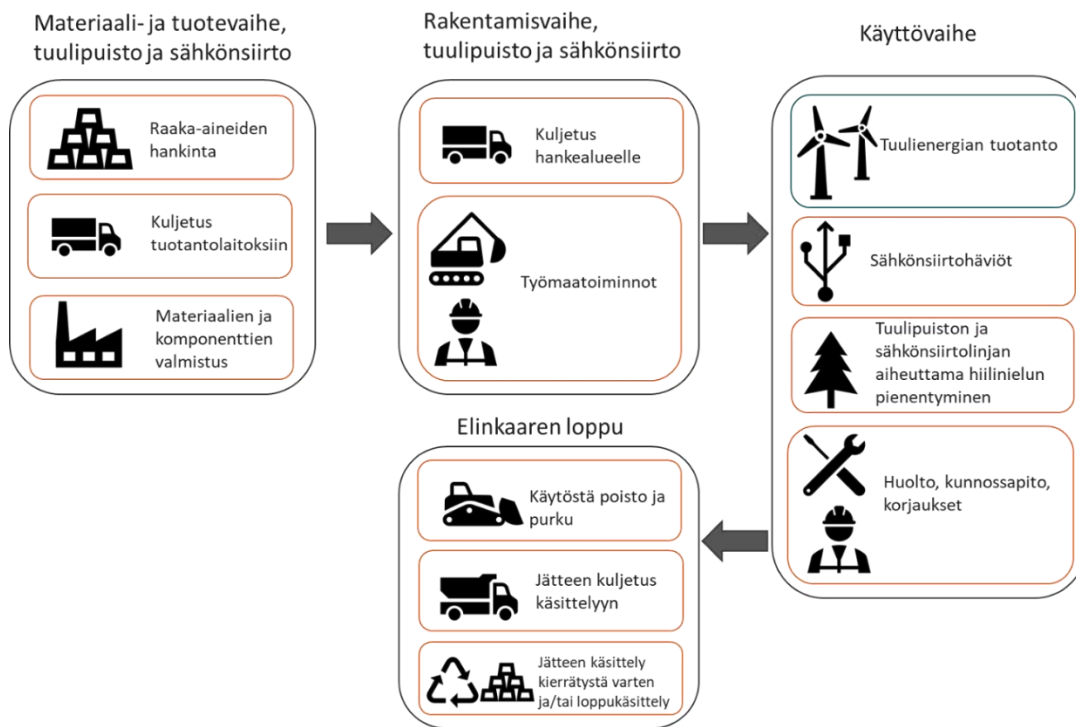 Materiaali- ja tuotevaihe,
tuulipuisto ja sähkönsiirto
Raaka-aineiden
hankinta
Kuljetus
tuotantolaitoksiin
Materiaalien ja
komponenttien
valmistus
Rakentamisvaihe,
tuulipuisto ja sähkönsiirto
Kuljetus
hankealueelle
Työmaatoiminnot
Käyttövaihe
Tuulienergian tuotanto
Sähkönsiirtohäviöt
Tuulipuiston ja
sähkönsiirtolinjan
aiheuttama hiilinielun
pienentyminen
Huolto, kunnossapito,
korjaukset
Elinkaaren loppu
Käytöstä poisto ja
purku
Jätteen kuljetus
käsittelyyn
Jätteen käsittely
kierrätystä varten
ja/tai loppukäsittely